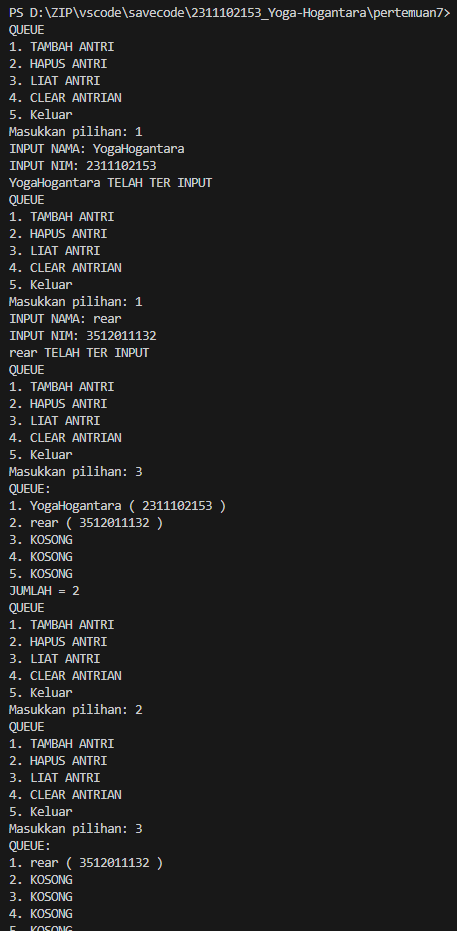 PS D:\ZIP\vscode\savecode\2311102153_Yoga-Hogantara\pertemuan7>
QUEUE
1. TAMBAH ANTRI
2. HAPUS ANTRI
3. LIAT ANTRI
4. CLEAR ANTRIAN
5. Keluar
Masukkan pilihan: 1
INPUT NAMA: YogaHogantara
INPUT NIM: 2311102153
YogaHogantara TELAH TER INPUT
QUEUE
1. TAMBAH ANTRI
2. HAPUS ANTRI
3. LIAT ANTRI
4. CLEAR ANTRIAN
5. Keluar
Masukkan pilihan: 1
INPUT NAMA: rear
INPUT NIM: 3512011132
rear TELAH TER INPUT
QUEUE
1. TAMBAH ANTRI
2. HAPUS ANTRI
3. LIAT ANTRI
4. CLEAR ANTRIAN
5. Keluar
Masukkan pilihan: 3
QUEUE:
1. YogaHogantara ( 2311102153 )
2. rear ( 3512011132 )
3. KOSONG
4. KOSONG
5. KOSONG
JUMLAH = 2
QUEUE
1. TAMBAH ANTRI
2. HAPUS ANTRI
3. LIAT ANTRI
4. CLEAR ANTRIAN
5. Keluar
Masukkan pilihan: 2
QUEUE
1. TAMBAH ANTRI
2. HAPUS ANTRI
3. LIAT ANTRI
4. CLEAR ANTRIAN
5. Keluar
Masukkan pilihan: 3
QUEUE:
1. rear ( 3512011132 )
2. KOSONG
3. KOSONG
4. KOSONG
5. KOSONG